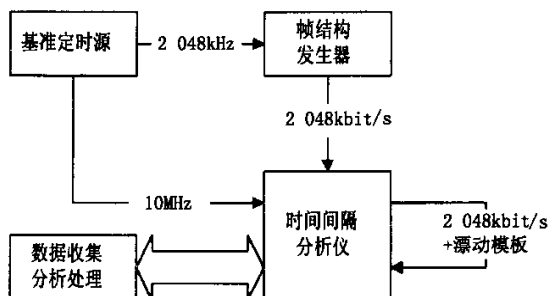 基准定时源
2 048kHz
帧结构
发生器
2 048kbit/s
10MHz
时间间隔
分析仪
2 048kbit/s
+漂动模板
数据收集
分析处理